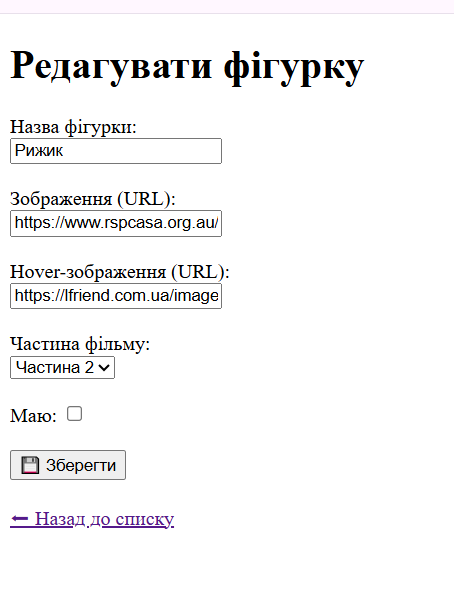 Редагувати фігурку
Назва фігурки:
Рижик
Зображення (URL):
https://www.rspcasa.org.au/
Hover-зображення (URL):
https://lfriend.com.ua/image
Частина фільму:
Частина 2
Маю:
💾 Зберегти
← Назад до списку